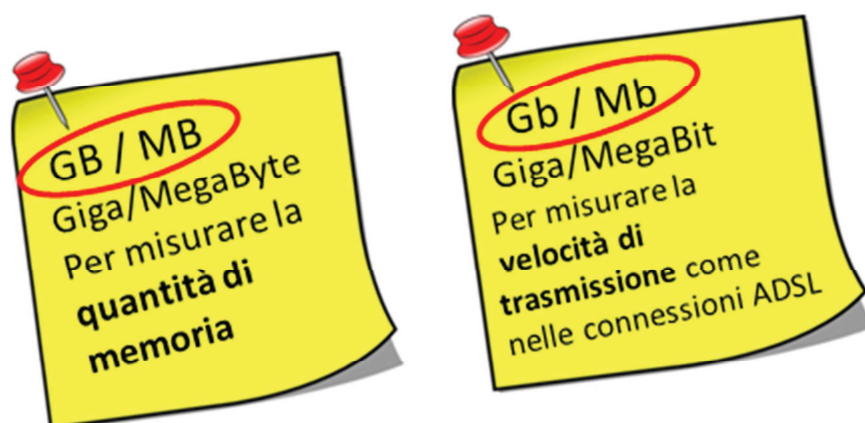 GB / MB
Giga/MegaByte
Per misurare la
quantità di
memoria
Gb / Mb
Giga/MegaBit
Per misurare la
velocità di
trasmissione come
nelle connessioni ADSL